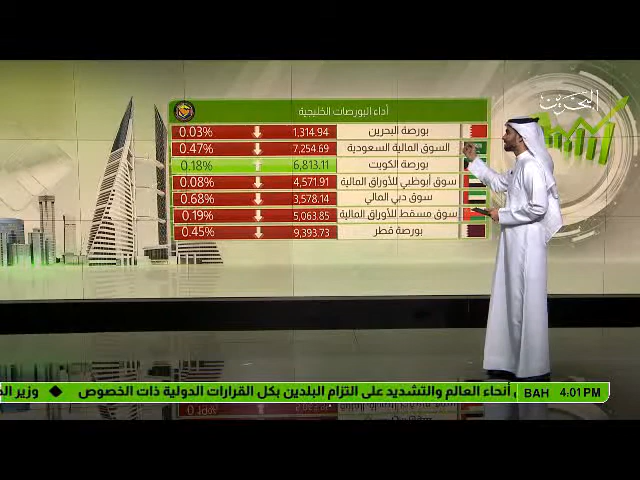 البحرين
أداء البورصات الخليجية
بورصة البحرين 1,314.94 0.03%
السوق المالية السعودية 7,254.69 0.47%
بورصة الكويت 6,813.11 0.18%
سوق أبوظبي للأوراق المالية 4,571.91 0.08%
سوق دبي المالي 3,578.14 0.68%
سوق مسقط للأوراق المالية 5,063.85 0.19%
بورصة قطر 9,393.73 0.45%
أنحاء العالم والتشديد على التزام البلدين بكل القرارات الدولية ذات الخصوص ◆ وزير
BAH 4:01 PM